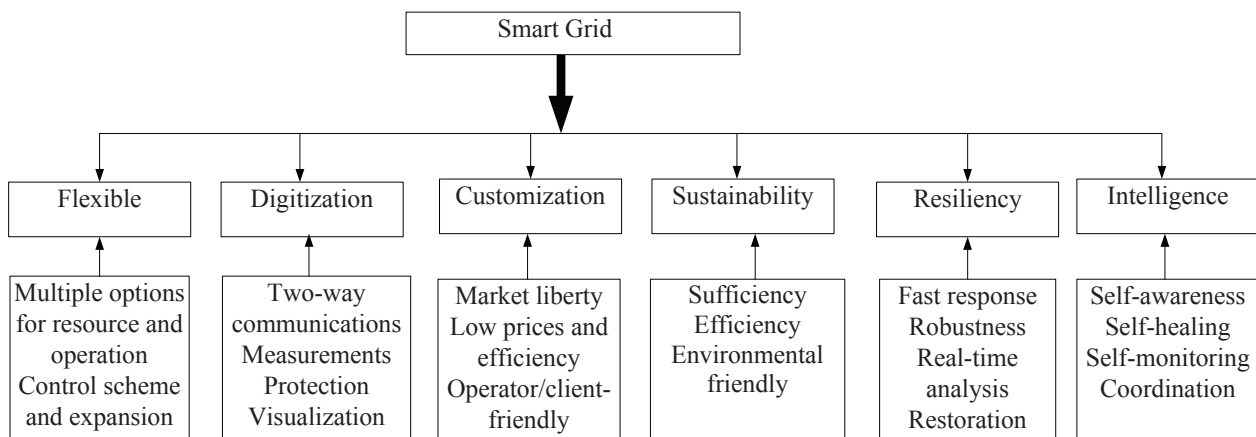 Smart Grid
Flexible
Digitization
Customization
Sustainability
Resiliency
Intelligence
Multiple options
for resource and
operation
Control scheme
and expansion
Two-way
communications
Measurements
Protection
Visualization
Market liberty
Low prices and
efficiency
Operator/client-
friendly
Sufficiency
Efficiency
Environmental
friendly
Fast response
Robustness
Real-time
analysis
Restoration
Self-awareness
Self-healing
Self-monitoring
Coordination